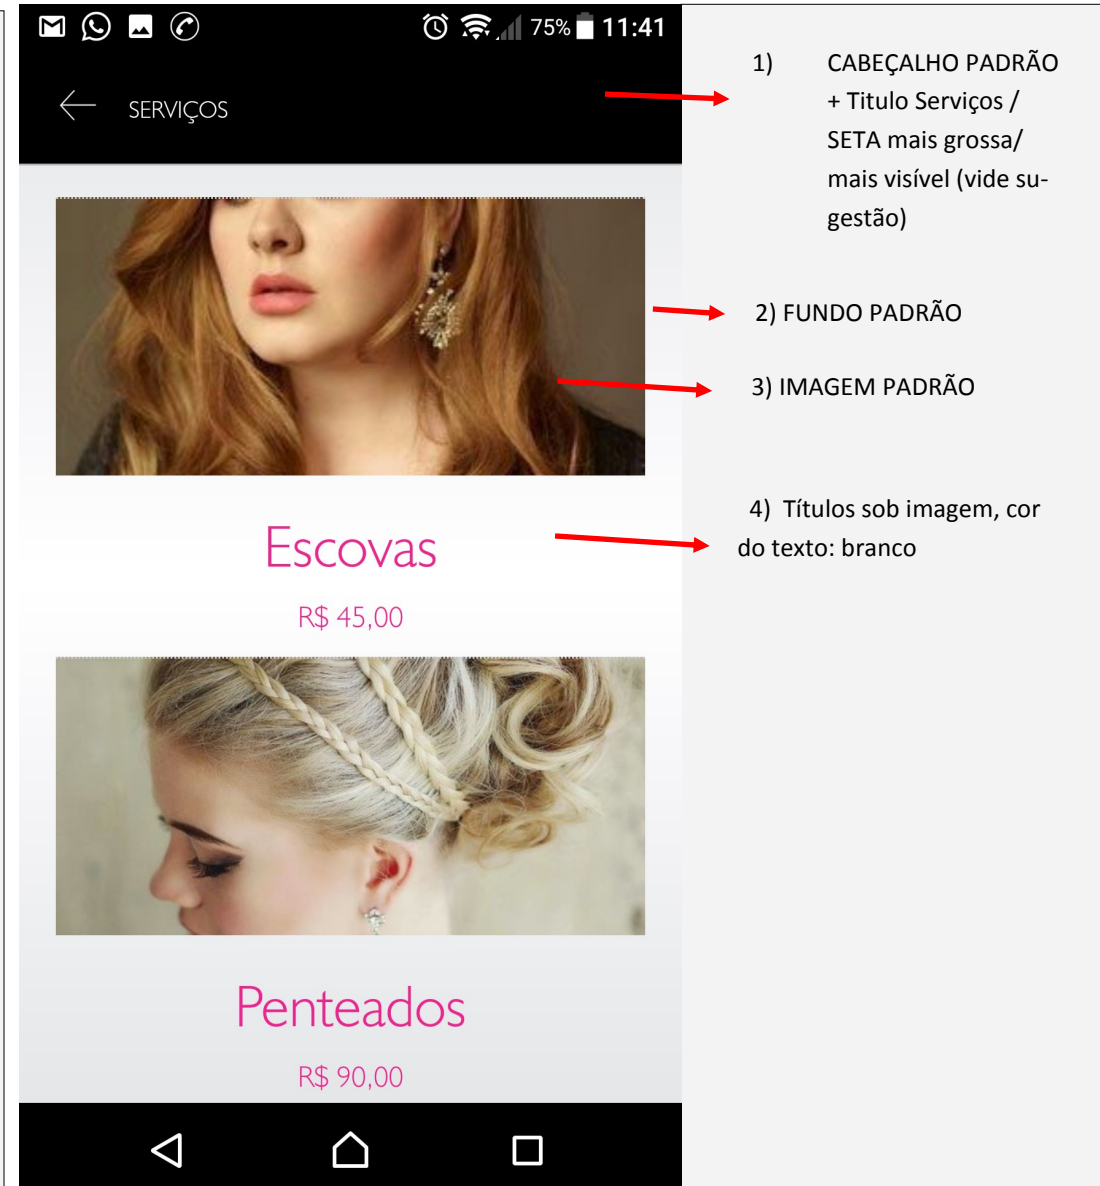 75% 11:41
SERVIÇOS
Escovas
R$ 45,00
Penteados
R$ 90,00
1) CABEÇALHO PADRÃO
+ Titulo Serviços /
SETA mais grossa/
mais visível (vide su-
gestão)
2) FUNDO PADRÃO
3) IMAGEM PADRÃO
4) Títulos sob imagem, cor
do texto: branco